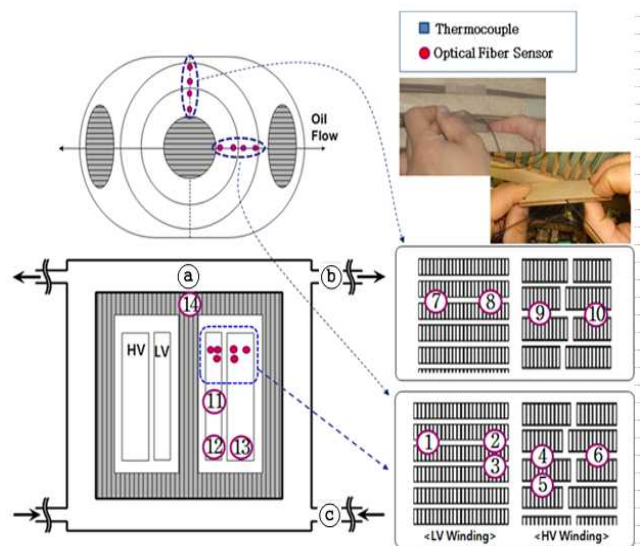 Thermocouple
Optical Fiber Sensor
Oil
Flow
a
b
14
HV
LV
7
8
9
10
11
12
13
1
2
3
4
5
6
c
<LV Winding>
<HV Winding>